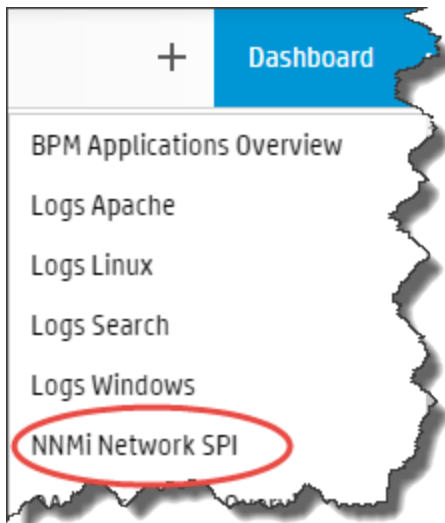 + Dashboard
BPM Applications Overview
Logs Apache
Logs Linux
Logs Search
Logs Windows
NNMi Network SPI